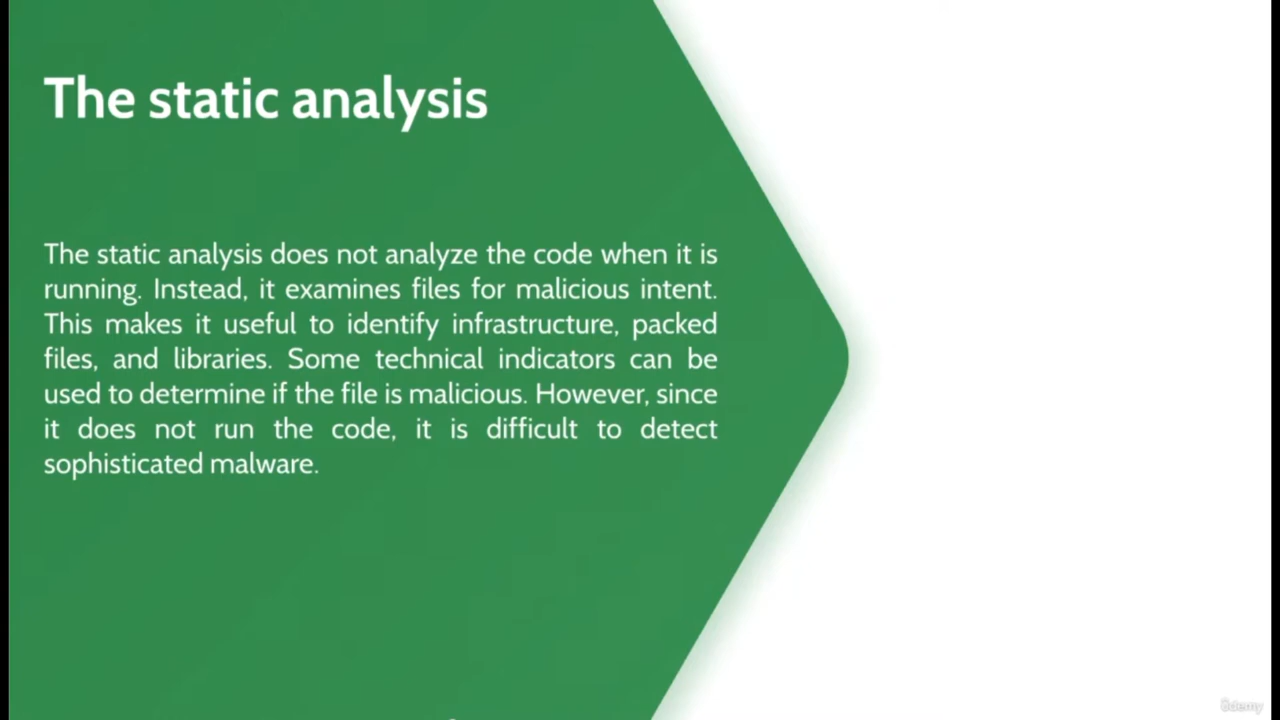 The static analysis
The static analysis does not analyze the code when it is
running. Instead, it examines files for malicious intent.
This makes it useful to identify infrastructure, packed
files, and libraries. Some technical indicators can be
used to determine if the file is malicious. However, since
it does not run the code, it is difficult to detect
sophisticated malware.
ûdemy